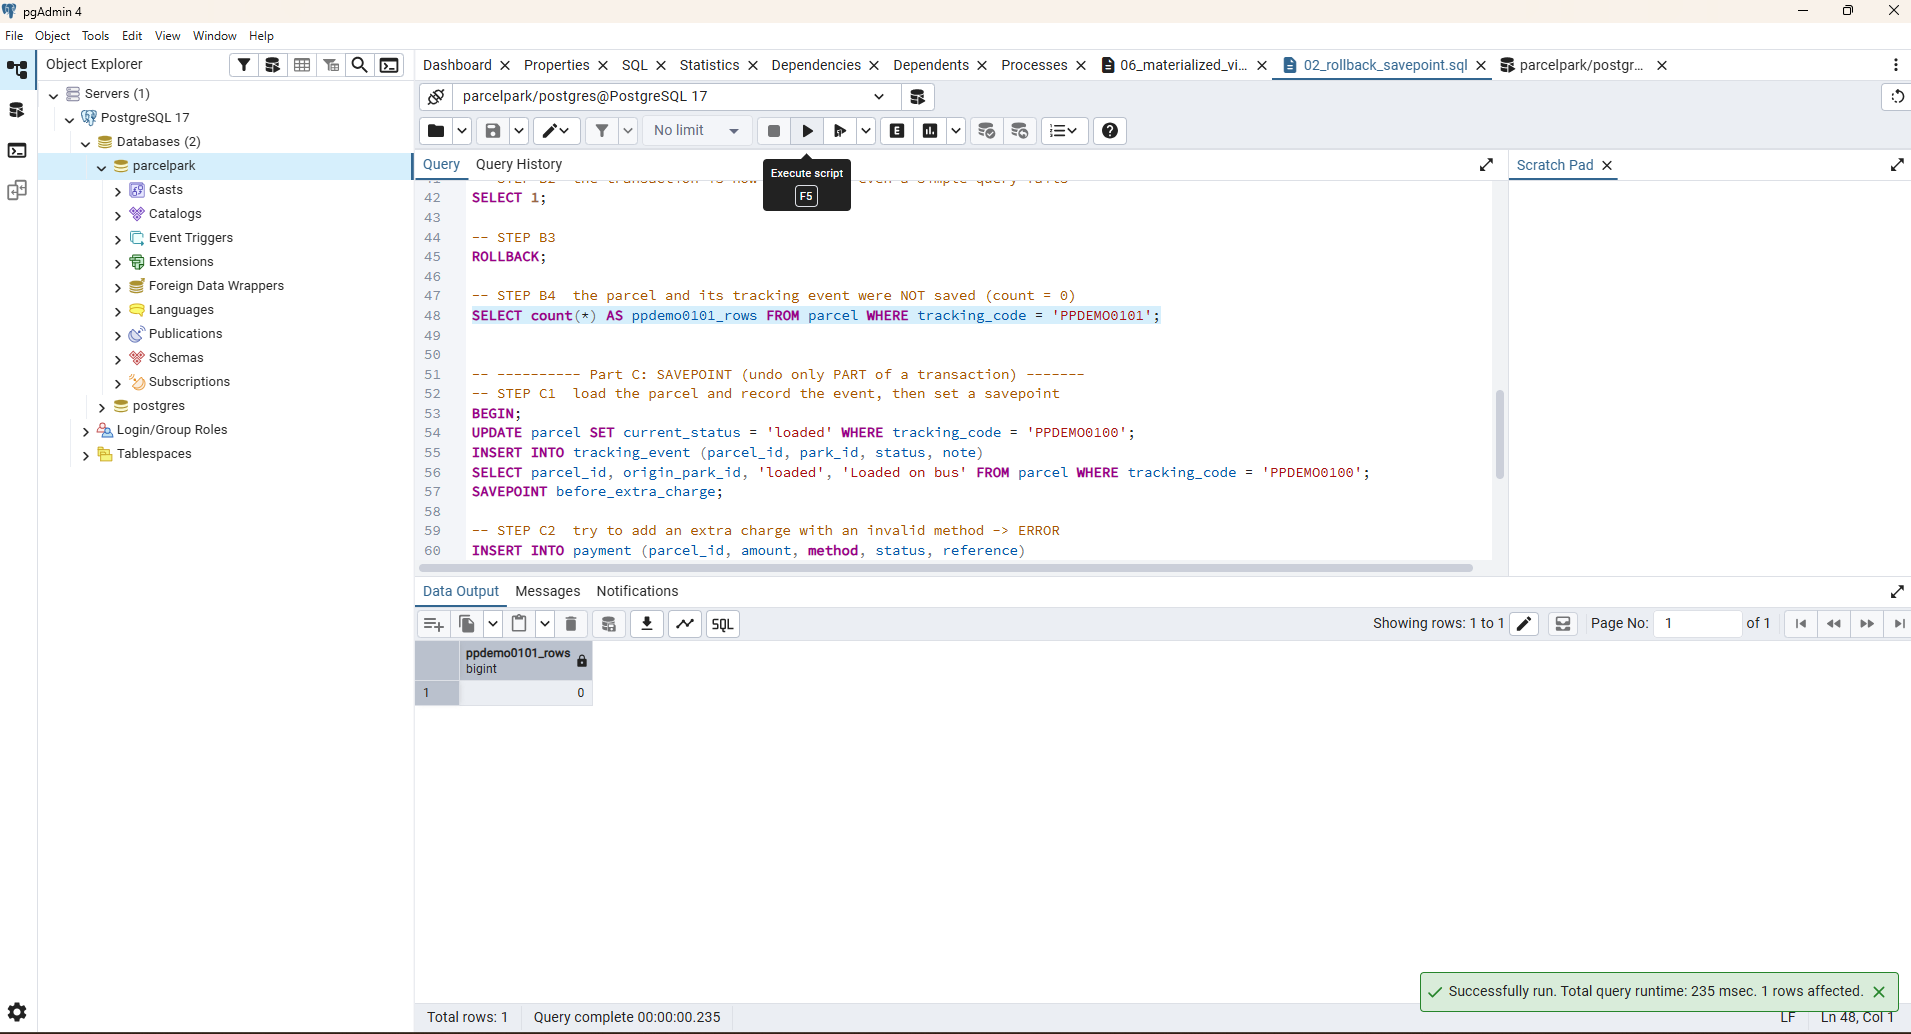 pgAdmin 4
File Object Tools Edit View Window Help
Object Explorer
Servers (1)
PostgreSQL 17
Databases (2)
parcelpark
Casts
Catalogs
Event Triggers
Extensions
Foreign Data Wrappers
Languages
Publications
Schemas
Subscriptions
postgres
Login/Group Roles
Tablespaces
Dashboard Properties SQL Statistics Dependencies Dependents Processes 06_materialized_vi... 02_rollback_savepoint.sql parcelpark/postgr...
parcelpark/postgres@PostgreSQL 17
No limit
E
Execute script
F5
Query Query History
Scratch Pad
42 SELECT 1;
43
44 -- STEP B3
45 ROLLBACK;
46
47 -- STEP B4 the parcel and its tracking event were NOT saved (count = 0)
48 SELECT count(*) AS ppdemo0101_rows FROM parcel WHERE tracking_code = 'PPDEMO0101';
49
50
51 -- ---------- Part C: SAVEPOINT (undo only PART of a transaction) -------
52 -- STEP C1 load the parcel and record the event, then set a savepoint
53 BEGIN;
54 UPDATE parcel SET current_status = 'loaded' WHERE tracking_code = 'PPDEMO0100';
55 INSERT INTO tracking_event (parcel_id, park_id, status, note)
56 SELECT parcel_id, origin_park_id, 'loaded', 'Loaded on bus' FROM parcel WHERE tracking_code = 'PPDEMO0100';
57 SAVEPOINT before_extra_charge;
58
59 -- STEP C2 try to add an extra charge with an invalid method -> ERROR
60 INSERT INTO payment (parcel_id, amount, method, status, reference)
Data Output Messages Notifications
SQL
Showing rows: 1 to 1
Page No: 1 of 1
ppdemo0101_rows
bigint
1 0
Successfully run. Total query runtime: 235 msec. 1 rows affected.
Total rows: 1 Query complete 00:00:00.235
LF Ln 48, Col 1